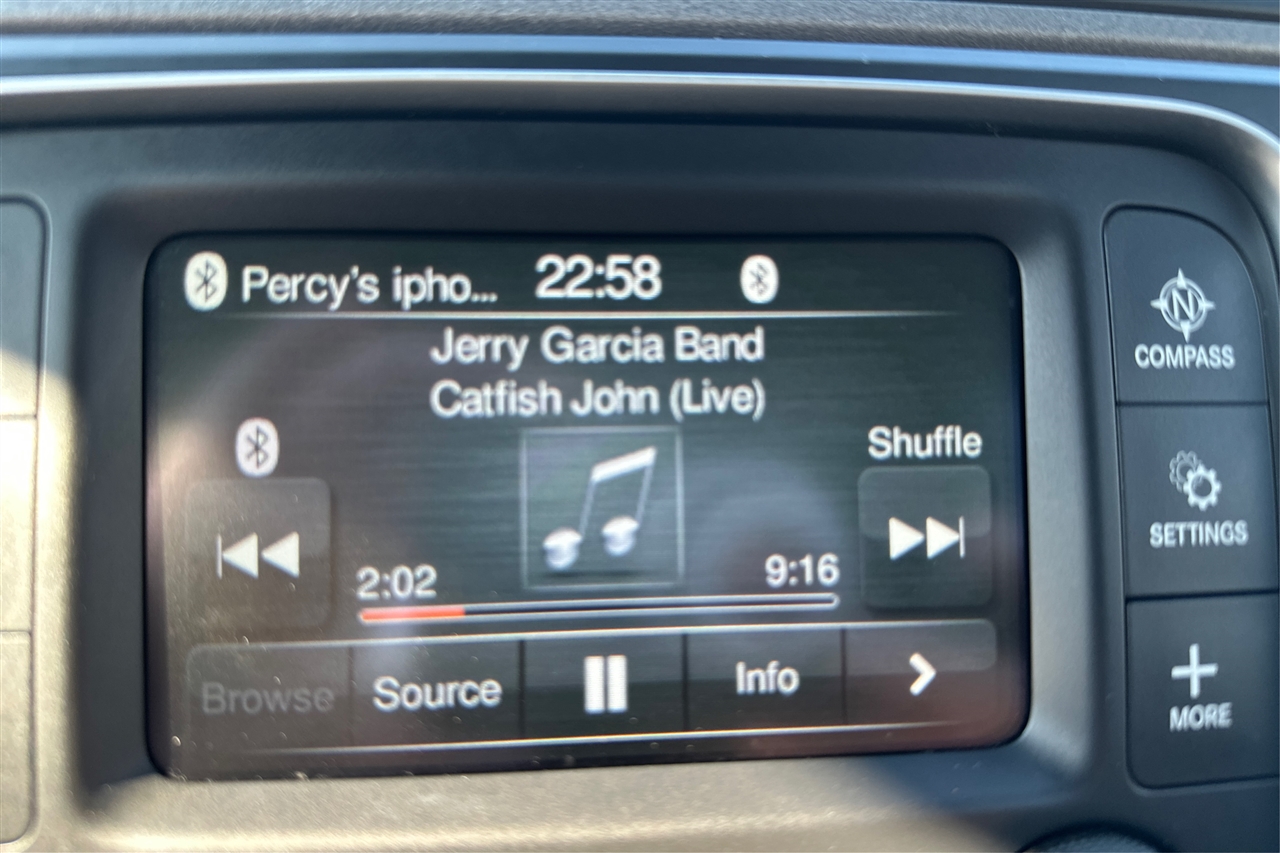 Percy's ipho... 22:58
Jerry Garcia Band
Catfish John (Live)
Shuffle
2:02 9:16
Browse Source Info
N
COMPASS
SETTINGS
MORE